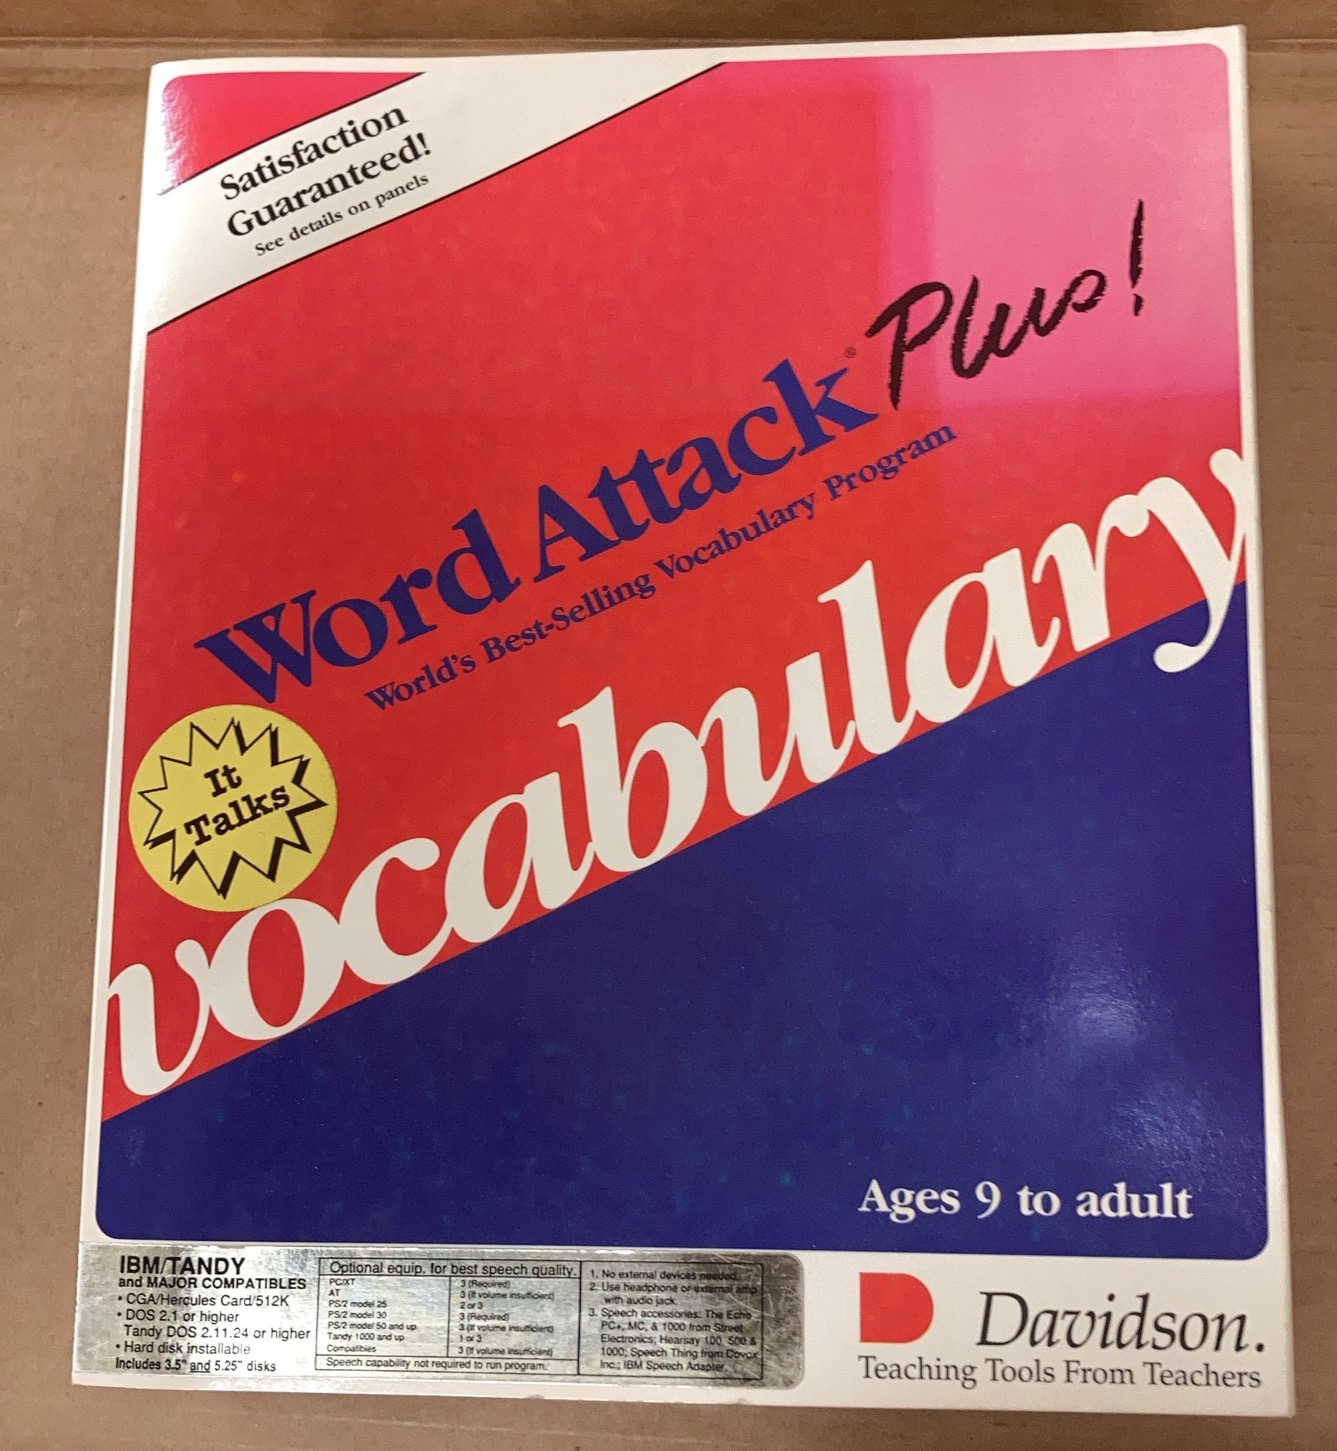 Satisfaction
Guaranteed!
See details on panels
Word Attack® Plus!
World's Best-Selling Vocabulary Program
vocabulary
It
Talks
Ages 9 to adult
IBM/TANDY
and MAJOR COMPATIBLES
• CGA/Hercules Card/512K
• DOS 2.1 or higher
Tandy DOS 2.11.24 or higher
• Hard disk installable
Includes 3.5" and 5.25" disks
Optional equip. for best speech quality.
PC/XT 3 (Required)
AT 3 (If volume insufficient)
PS/2 model 25 2 or 3
PS/2 model 30 3 (Required)
PS/2 model 50 and up 3 (If volume insufficient)
Tandy 1000 and up 1 or 3
Compatibles 3 (If volume insufficient)
Speech capability not required to run program.
1. No external devices needed.
2. Use headphone or external amp
with audio jack.
3. Speech accessories: The Echo
PC+, MC, & 1000 from Street
Electronics; Hearsay 100, 500 &
1000; Speech Thing from Covox
Inc.; IBM Speech Adapter.
Davidson.
Teaching Tools From Teachers